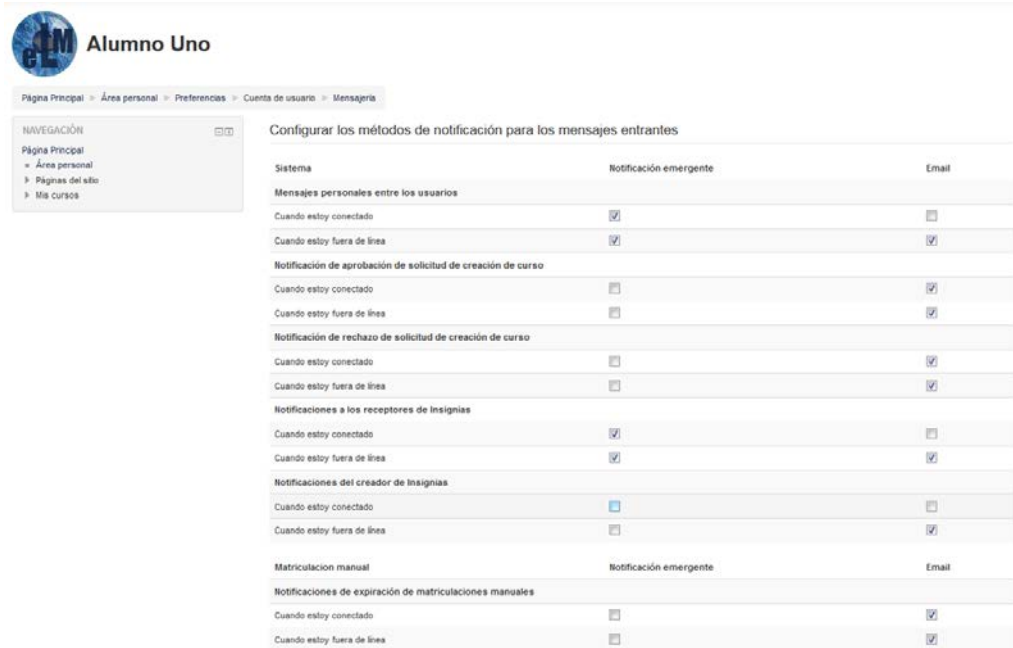 eLM
Alumno Uno
Página Principal Área personal Preferencias Cuenta de usuario Mensajería
NAVEGACIÓN
Página Principal
Área personal
Páginas del sitio
Mis cursos
Configurar los métodos de notificación para los mensajes entrantes
Sistema Notificación emergente Email
Mensajes personales entre los usuarios
Cuando estoy conectado
Cuando estoy fuera de línea
Notificación de aprobación de solicitud de creación de curso
Cuando estoy conectado
Cuando estoy fuera de línea
Notificación de rechazo de solicitud de creación de curso
Cuando estoy conectado
Cuando estoy fuera de línea
Notificaciones a los receptores de Insignias
Cuando estoy conectado
Cuando estoy fuera de línea
Notificaciones del creador de Insignias
Cuando estoy conectado
Cuando estoy fuera de línea
Matriculacion manual Notificación emergente Email
Notificaciones de expiración de matriculaciones manuales
Cuando estoy conectado
Cuando estoy fuera de línea